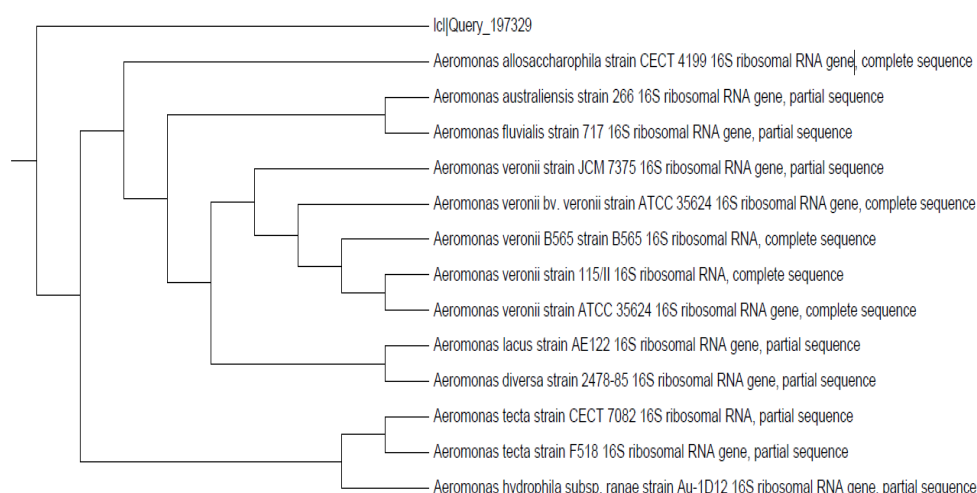 lcl|Query_197329
Aeromonas allosaccharophila strain CECT 4199 16S ribosomal RNA gene, complete sequence
Aeromonas australiensis strain 266 16S ribosomal RNA gene, partial sequence
Aeromonas fluvialis strain 717 16S ribosomal RNA gene, partial sequence
Aeromonas veronii strain JCM 7375 16S ribosomal RNA gene, partial sequence
Aeromonas veronii bv. veronii strain ATCC 35624 16S ribosomal RNA gene, complete sequence
Aeromonas veronii B565 strain B565 16S ribosomal RNA, complete sequence
Aeromonas veronii strain 115/II 16S ribosomal RNA, complete sequence
Aeromonas veronii strain ATCC 35624 16S ribosomal RNA gene, complete sequence
Aeromonas lacus strain AE122 16S ribosomal RNA gene, partial sequence
Aeromonas diversa strain 2478-85 16S ribosomal RNA gene, partial sequence
Aeromonas tecta strain CECT 7082 16S ribosomal RNA, partial sequence
Aeromonas tecta strain F518 16S ribosomal RNA gene, partial sequence
Aeromonas hydrophila subsp. ranae strain Au-1D12 16S ribosomal RNA gene, partial sequence